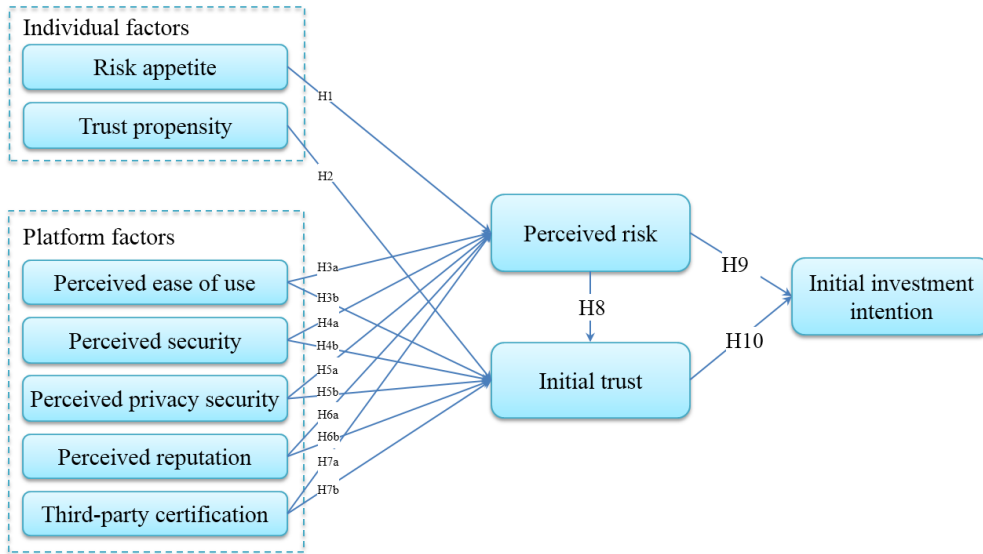 Individual factors
Risk appetite
Trust propensity
H1
H2
Platform factors
Perceived ease of use
Perceived security
Perceived privacy security
Perceived reputation
Third-party certification
H3a
H3b
H4a
H4b
H5a
H5b
H6a
H6b
H7a
H7b
Perceived risk
H8
Initial trust
H9
H10
Initial investment
intention